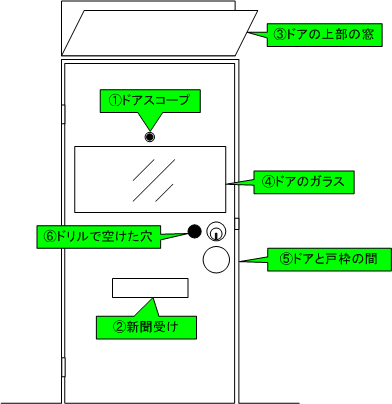 ③ドアの上部の窓
①ドアスコープ
④ドアのガラス
⑥ドリルで空けた穴
⑤ドアと戸枠の間
②新聞受け